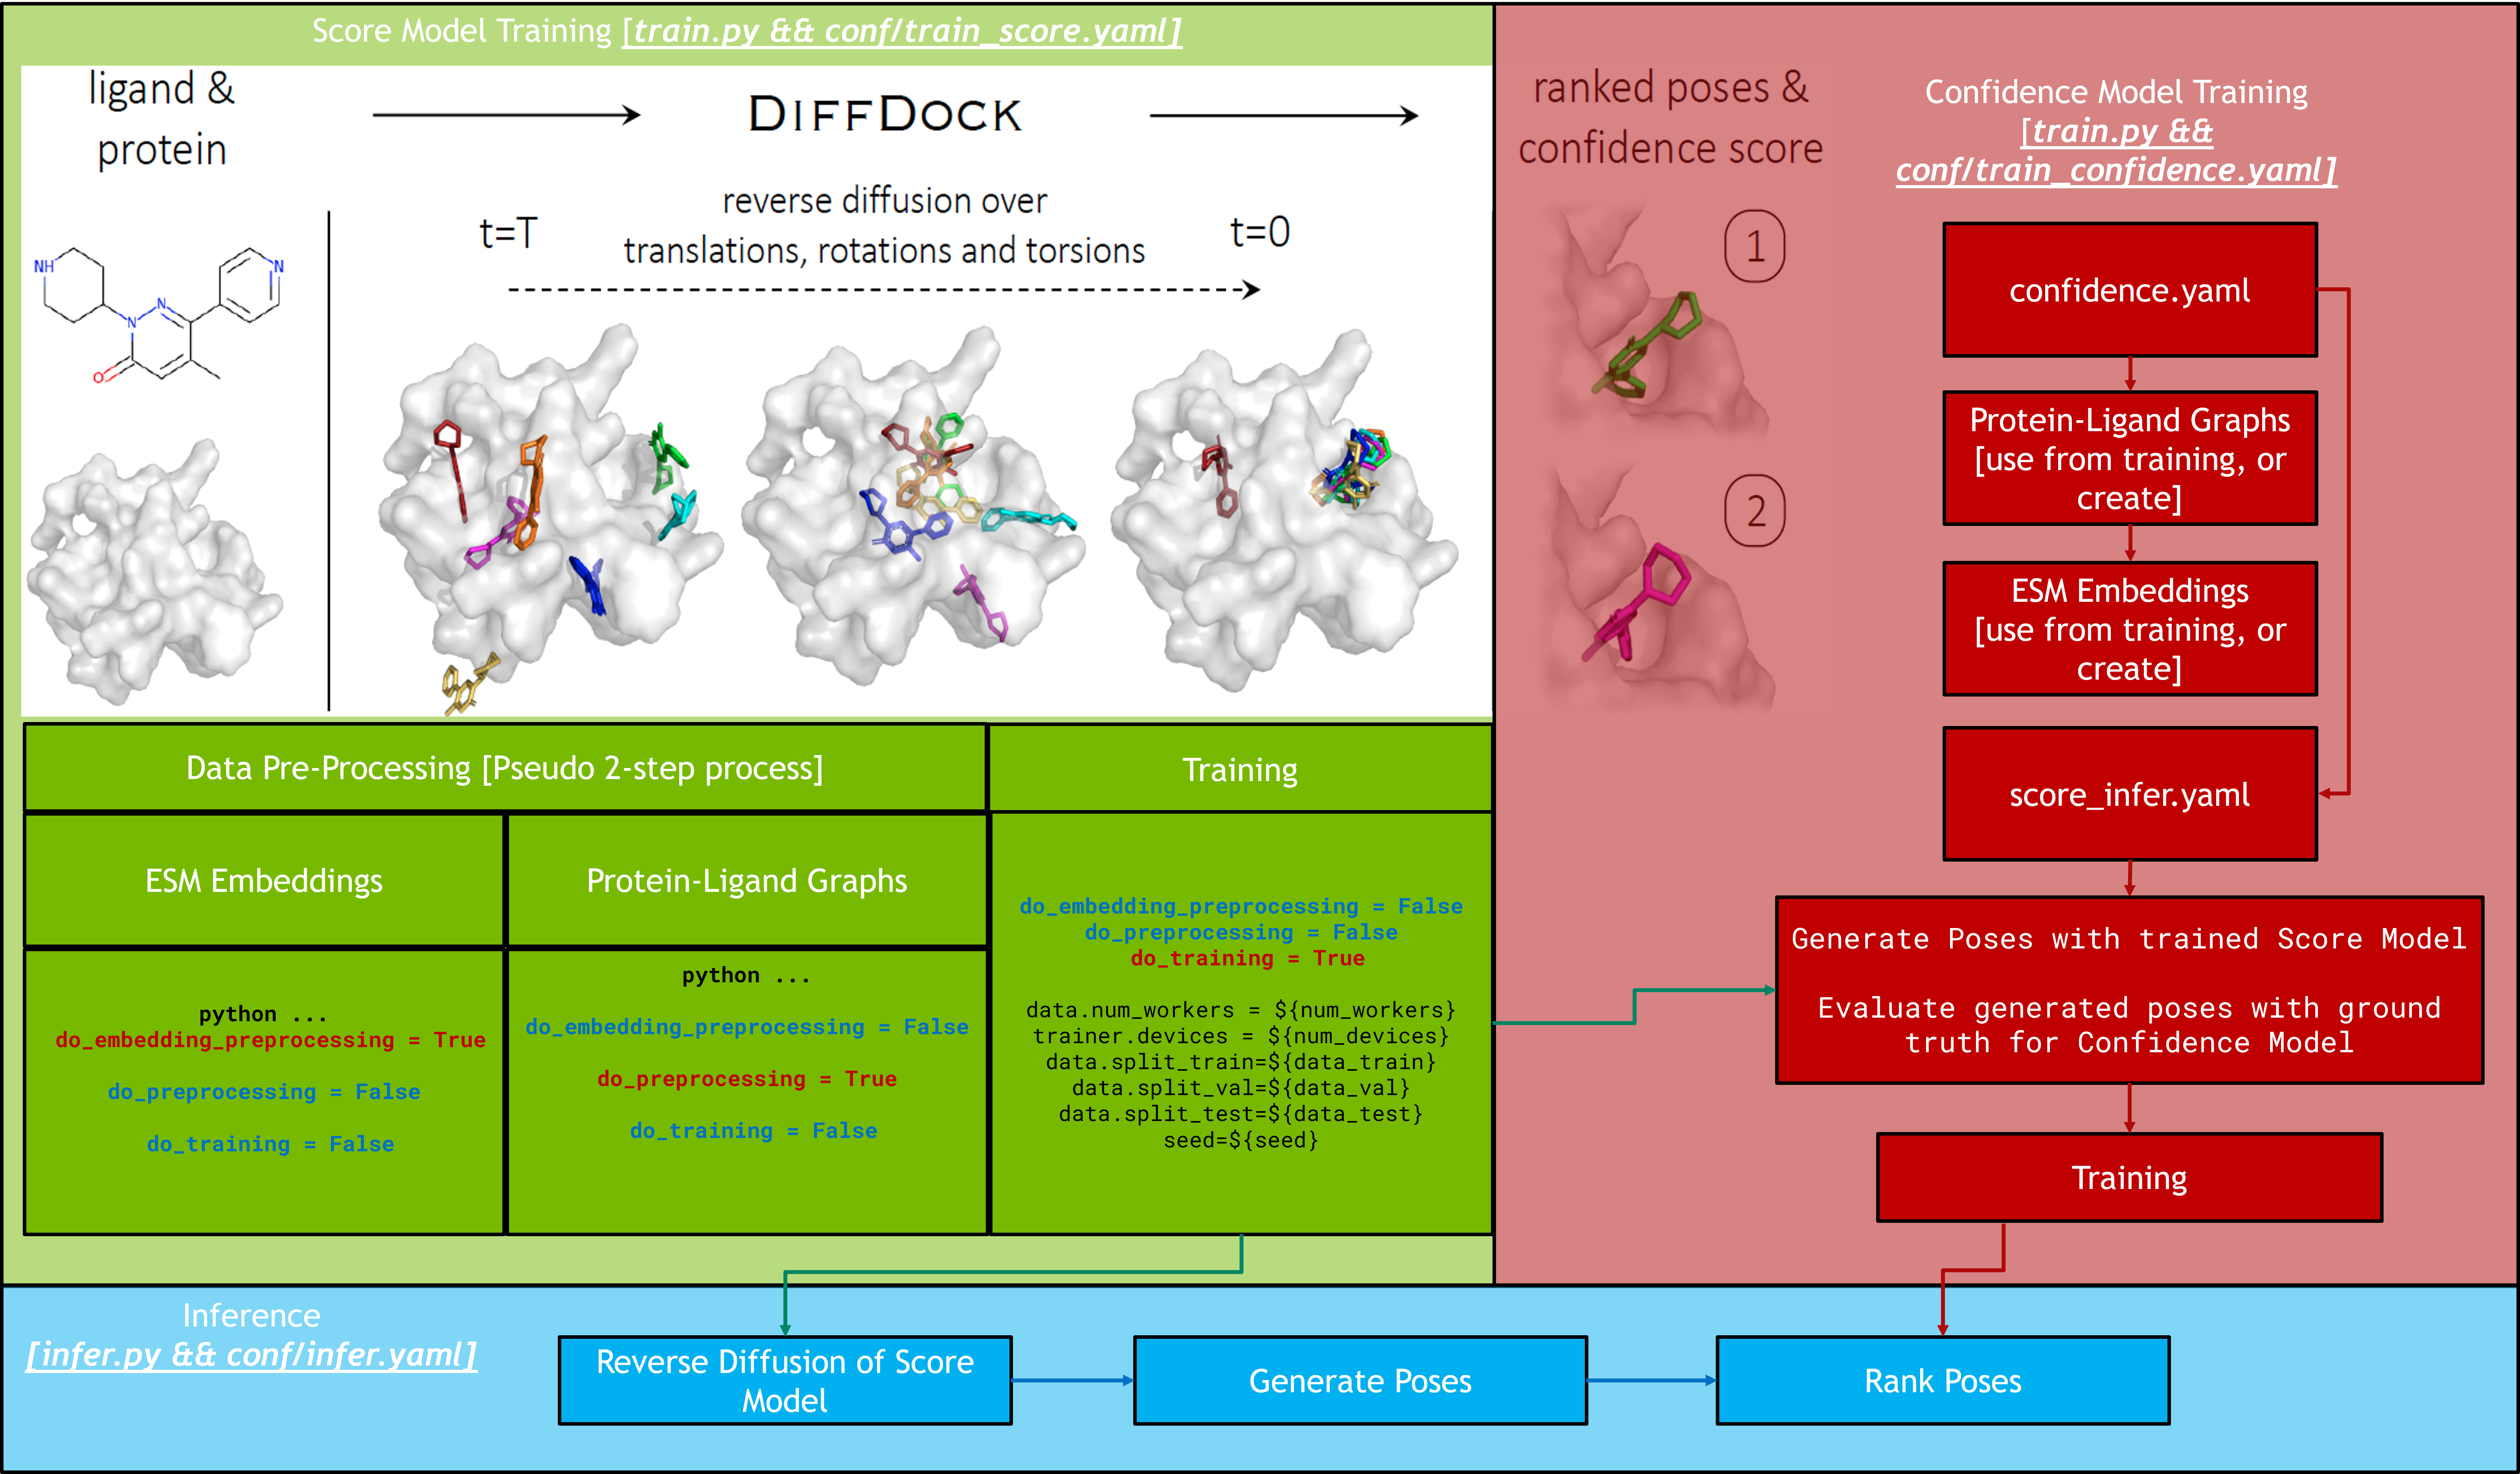 Score Model Training [train.py && conf/train_score.yaml]
ligand &
protein
DIFFDOCK
reverse diffusion over
translations, rotations and torsions
t=T
t=0
NH
N
N
N
O
ranked poses &
confidence score
1
2
Confidence Model Training
[train.py &&
conf/train_confidence.yaml]
confidence.yaml
Protein-Ligand Graphs
[use from training, or
create]
ESM Embeddings
[use from training, or
create]
score_infer.yaml
Generate Poses with trained Score Model
Evaluate generated poses with ground
truth for Confidence Model
Training
Data Pre-Processing [Pseudo 2-step process]
Training
ESM Embeddings
Protein-Ligand Graphs
python ...
do_embedding_preprocessing = True
do_preprocessing = False
do_training = False
python ...
do_embedding_preprocessing = False
do_preprocessing = True
do_training = False
do_embedding_preprocessing = False
do_preprocessing = False
do_training = True
data.num_workers = ${num_workers}
trainer.devices = ${num_devices}
data.split_train=${data_train}
data.split_val=${data_val}
data.split_test=${data_test}
seed=${seed}
Inference
[infer.py && conf/infer.yaml]
Reverse Diffusion of Score
Model
Generate Poses
Rank Poses